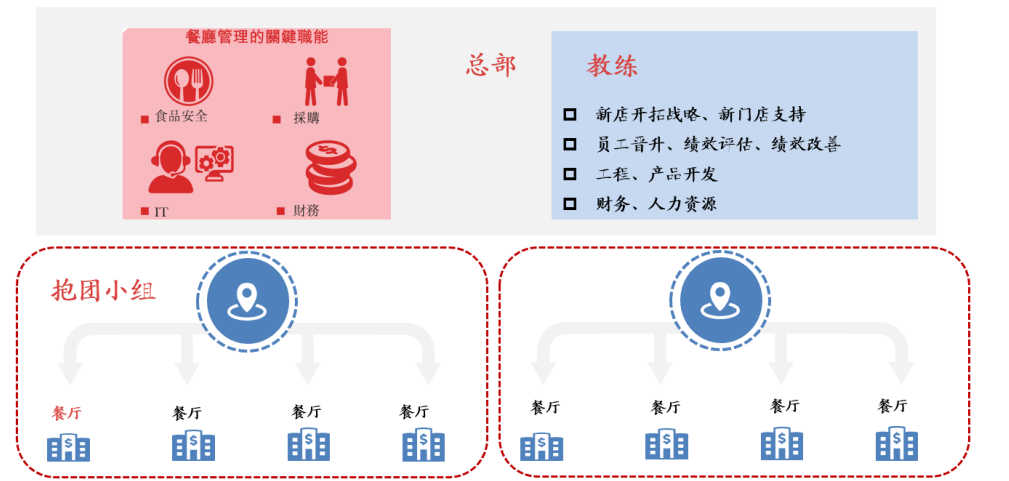 餐廳管理的關鍵職能
食品安全
採購
IT
財務
总部
教练
新店开拓战略、新门店支持
员工晋升、绩效评估、绩效改善
工程、产品开发
财务、人力资源
抱团小组
餐厅
餐厅
餐厅
餐厅
餐厅
餐厅
餐厅
餐厅